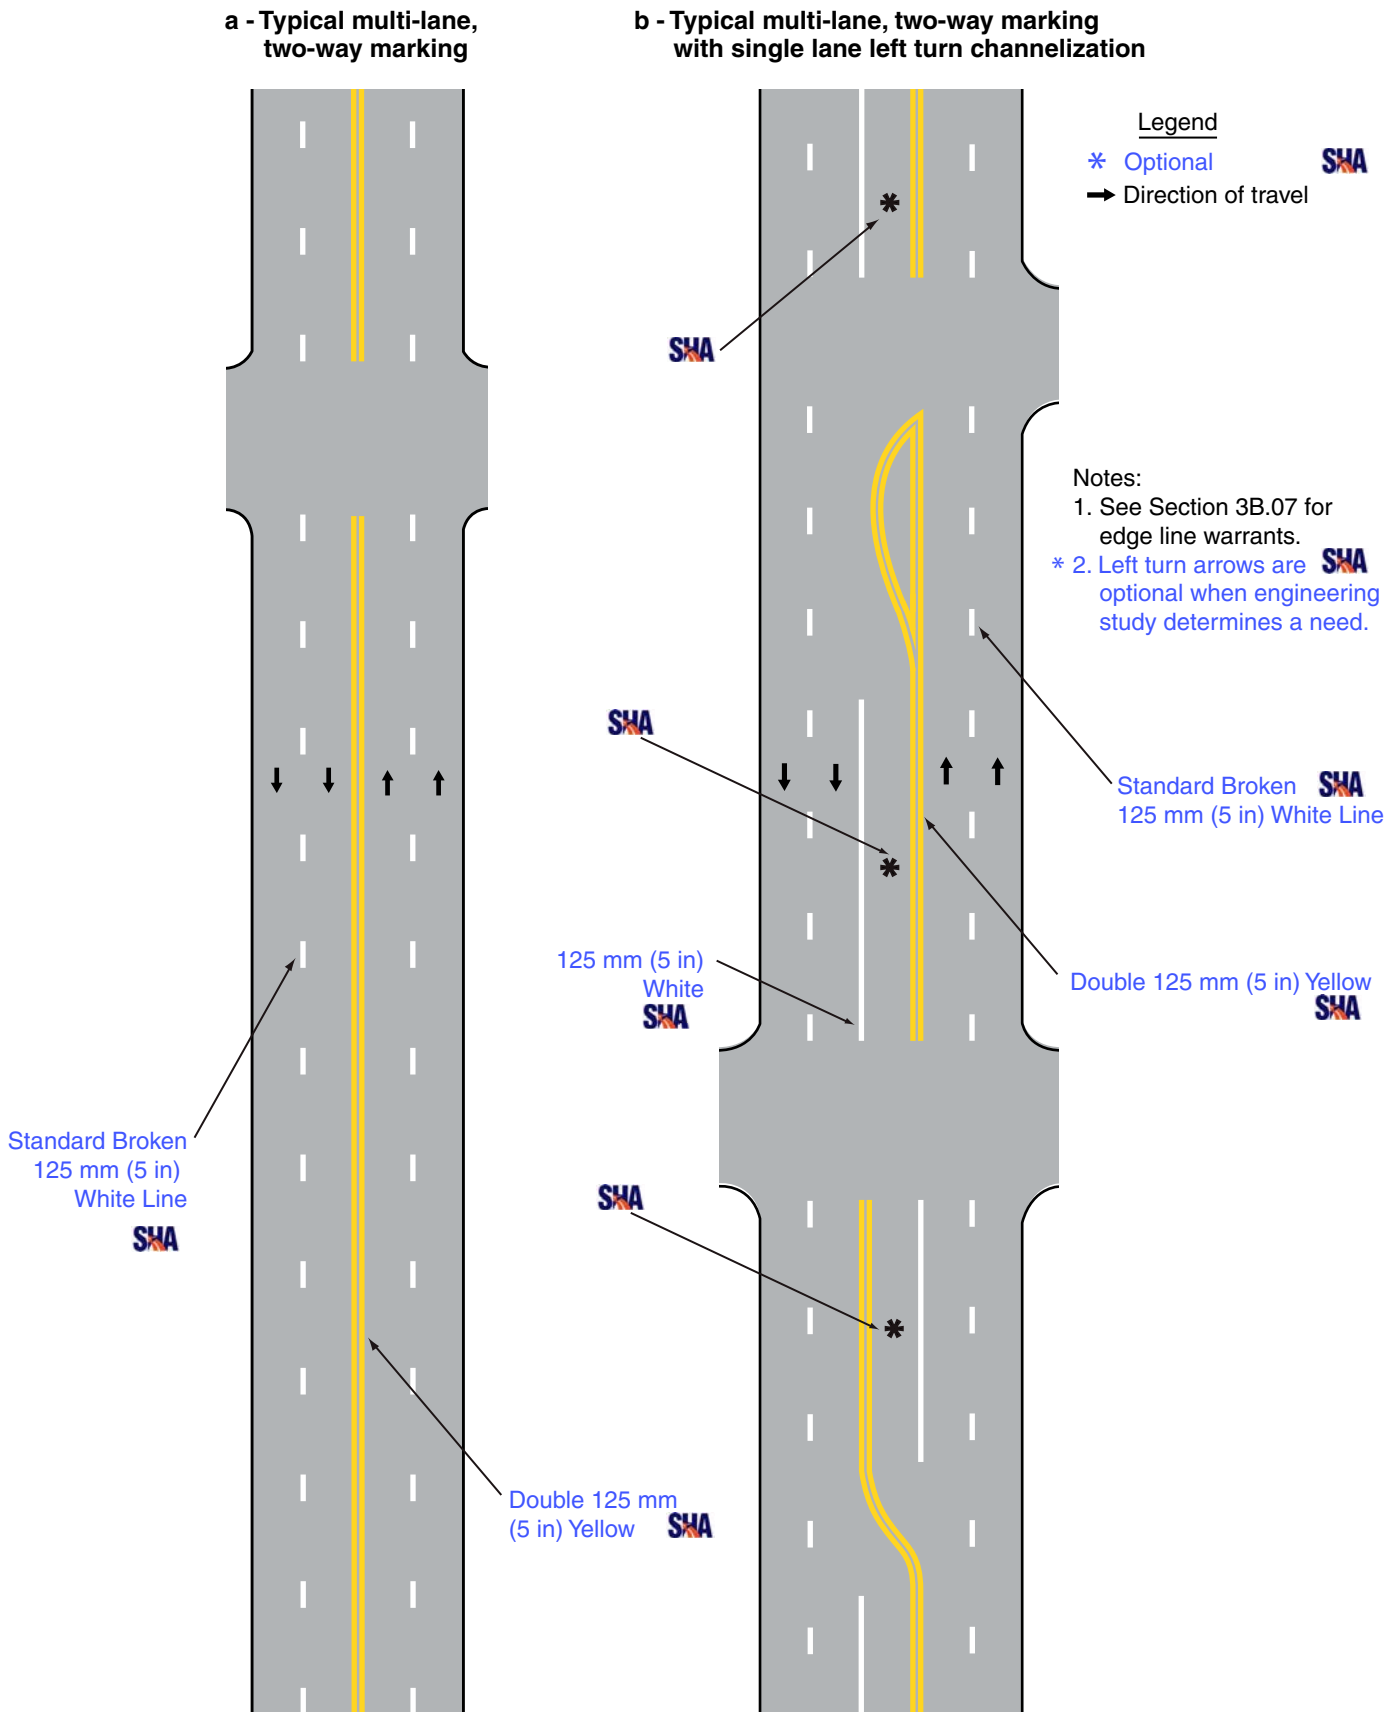 a - Typical multi-lane,
two-way marking
b - Typical multi-lane, two-way marking
with single lane left turn channelization
Legend
* Optional
SHA
Direction of travel
SHA
Notes:
1. See Section 3B.07 for
edge line warrants.
* 2. Left turn arrows are
SHA
optional when engineering
study determines a need.
SHA
Standard Broken
SHA
125 mm (5 in) White Line
125 mm (5 in)
White
SHA
Double 125 mm (5 in) Yellow
SHA
Standard Broken
125 mm (5 in)
White Line
SHA
SHA
Double 125 mm
(5 in) Yellow
SHA